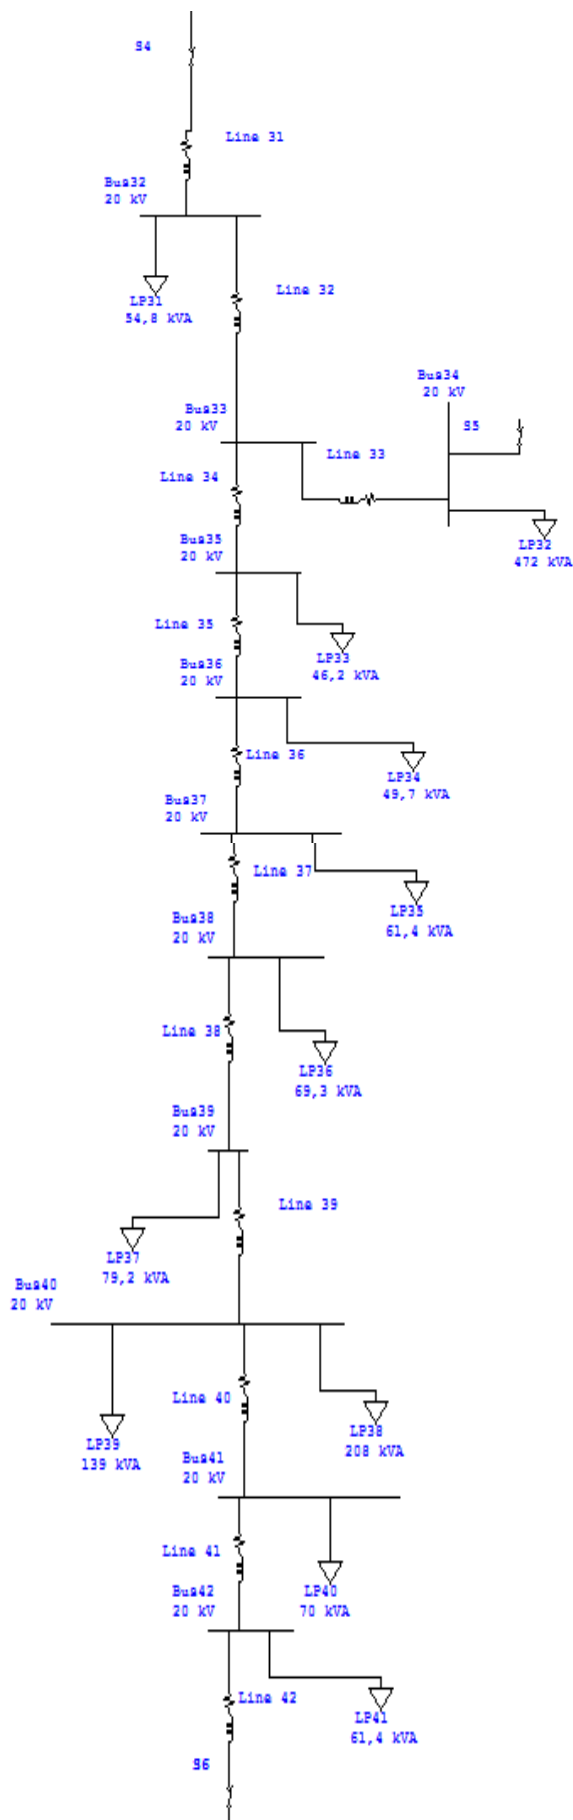 S4
Line 31
Bus32
20 kV
LP31
54,8 kVA
Line 32
Bus34
20 kV
Bus33
20 kV
S5
Line 33
Line 34
LP32
472 kVA
Bus35
20 kV
Line 35
LP33
46,2 kVA
Bus36
20 kV
Line 36
LP34
49,7 kVA
Bus37
20 kV
Line 37
LP35
61,4 kVA
Bus38
20 kV
Line 38
LP36
69,3 kVA
Bus39
20 kV
Line 39
LP37
79,2 kVA
Bus40
20 kV
Line 40
LP38
208 kVA
LP39
139 kVA
Bus41
20 kV
Line 41
LP40
70 kVA
Bus42
20 kV
Line 42
LP41
61,4 kVA
S6